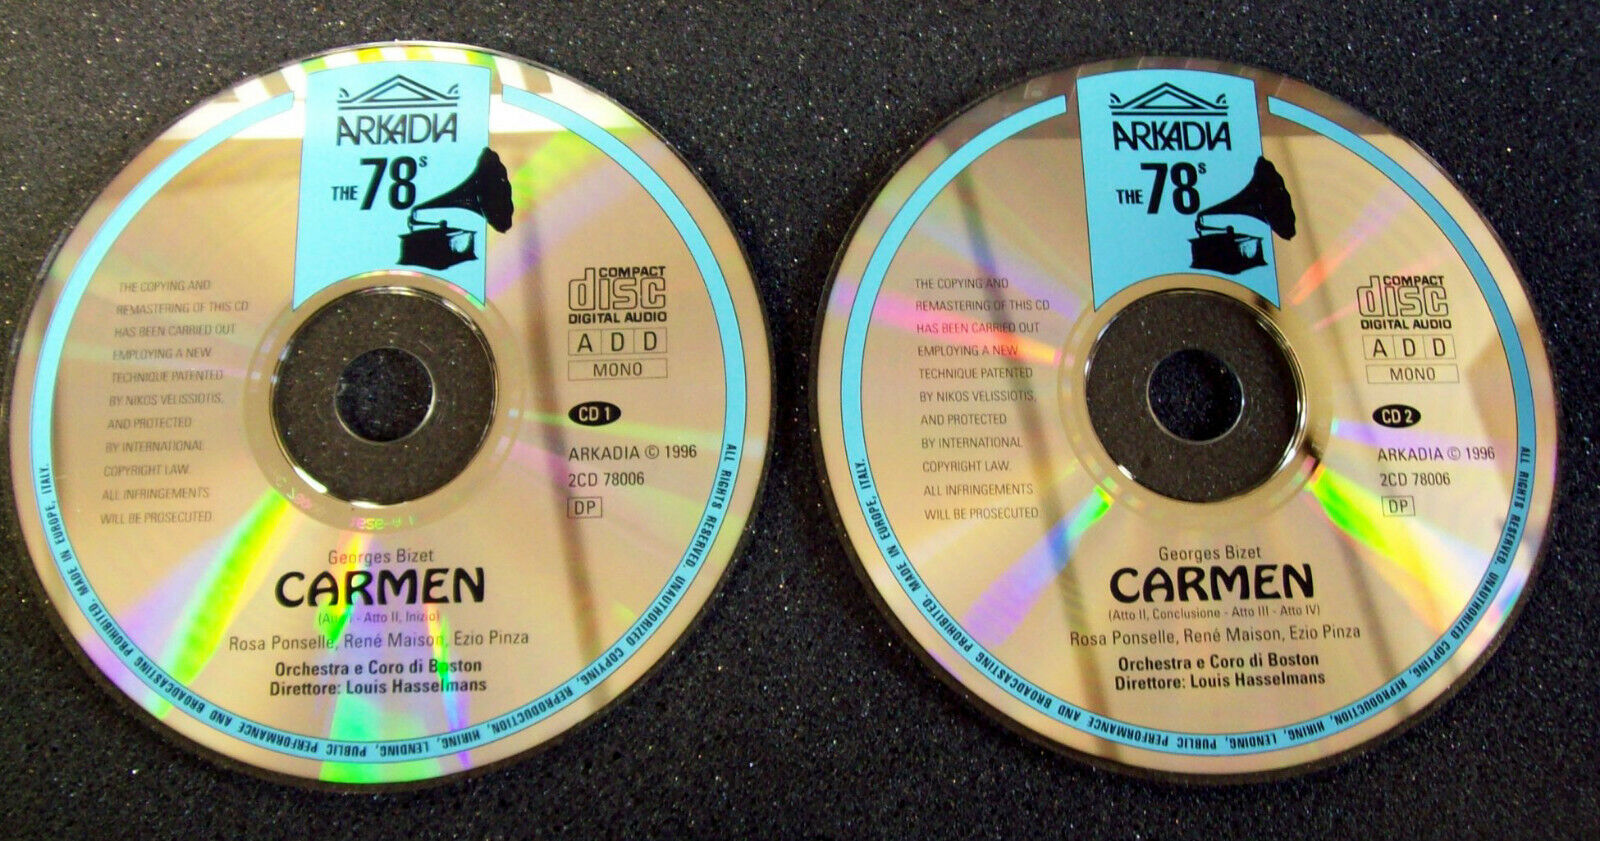 ARKADIA
THE 78s
THE COPYING AND
REMASTERING OF THIS CD
HAS BEEN CARRIED OUT
EMPLOYING A NEW
TECHNIQUE PATENTED
BY NIKOS VELISSIOTIS,
AND PROTECTED
BY INTERNATIONAL
COPYRIGHT LAW.
ALL INFRINGEMENTS
WILL BE PROSECUTED.
COMPACT
disc
DIGITAL AUDIO
A D D
MONO
CD 1
ARKADIA © 1996
2CD 78006
DP
Georges Bizet
CARMEN
- Atto II, Inizio)
Rosa Ponselle, René Maison, Ezio Pinza
Orchestra e Coro di Boston
Direttore: Louis Hasselmans
ALL RIGHTS RESERVED. UNAUTHORIZED COPYING, REPRODUCTION, HIRING, LENDING, PUBLIC PERFORMANCE AND BROADCASTING PROHIBITED. MADE IN EUROPE, ITALY.
ARKADIA
THE 78s
THE COPYING AND
REMASTERING OF THIS CD
HAS BEEN CARRIED OUT
EMPLOYING A NEW
TECHNIQUE PATENTED
BY NIKOS VELISSIOTIS,
AND PROTECTED
BY INTERNATIONAL
COPYRIGHT LAW.
ALL INFRINGEMENTS
WILL BE PROSECUTED.
COMPACT
disc
DIGITAL AUDIO
A D D
MONO
CD 2
ARKADIA © 1996
2CD 78006
DP
Georges Bizet
CARMEN
(Atto II, Conclusione - Atto III - Atto IV)
Rosa Ponselle, René Maison, Ezio Pinza
Orchestra e Coro di Boston
Direttore: Louis Hasselmans
ALL RIGHTS RESERVED. UNAUTHORIZED COPYING, REPRODUCTION, HIRING, LENDING, PUBLIC PERFORMANCE AND BROADCASTING PROHIBITED. MADE IN EUROPE, ITALY.